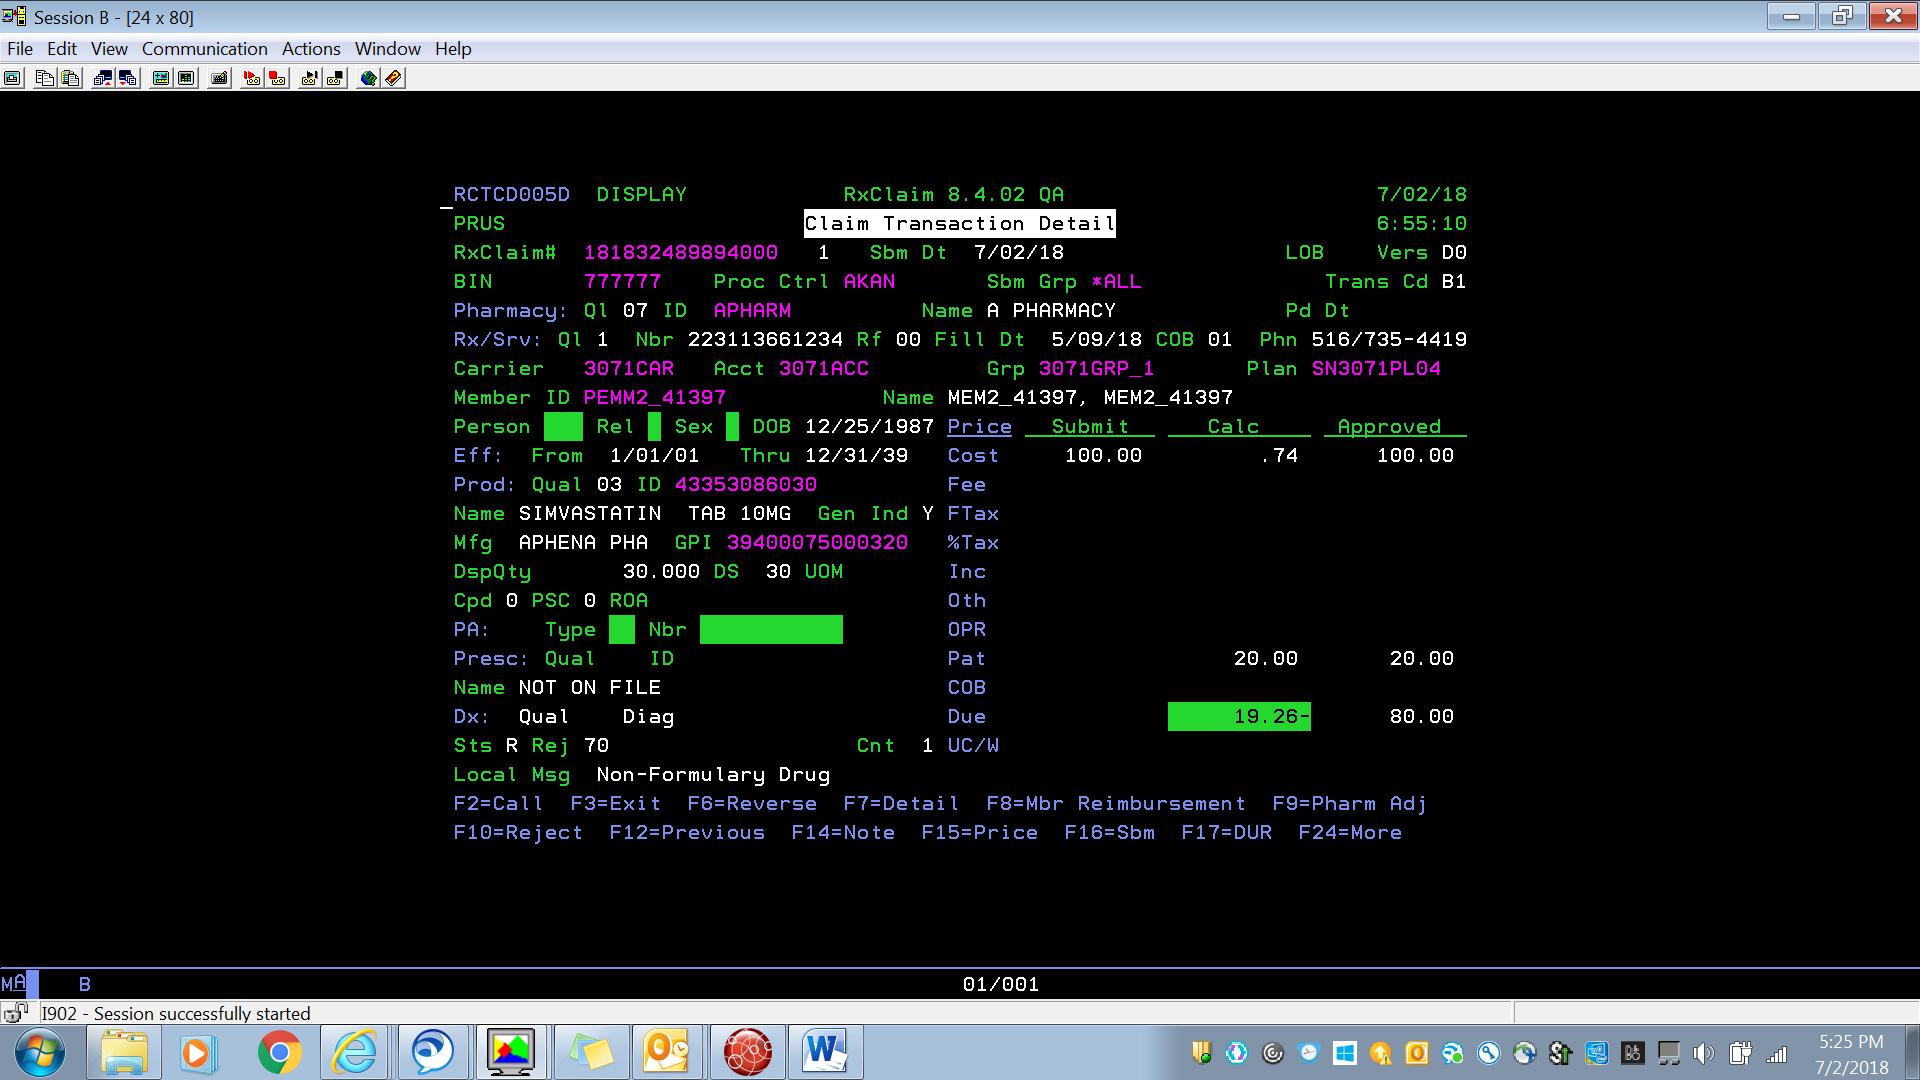 Session B - [24 x 80]
File Edit View Communication Actions Window Help
RCTCD005D DISPLAY RxClaim 8.4.02 QA 7/02/18
PRUS Claim Transaction Detail 6:55:10
RxClaim# 181832489894000 1 Sbm Dt 7/02/18 LOB Vers D0
BIN 777777 Proc Ctrl AKAN Sbm Grp *ALL Trans Cd B1
Pharmacy: Ql 07 ID APHARM Name A PHARMACY Pd Dt
Rx/Srv: Ql 1 Nbr 223113661234 Rf 00 Fill Dt 5/09/18 COB 01 Phn 516/735-4419
Carrier 3071CAR Acct 3071ACC Grp 3071GRP_1 Plan SN3071PL04
Member ID PEMM2_41397 Name MEM2_41397, MEM2_41397
Person Rel Sex DOB 12/25/1987 Price Submit Calc Approved
Eff: From 1/01/01 Thru 12/31/39 Cost 100.00 .74 100.00
Prod: Qual 03 ID 43353086030 Fee
Name SIMVASTATIN TAB 10MG Gen Ind Y FTax
Mfg APHENA PHA GPI 39400075000320 %Tax
DspQty 30.000 DS 30 UOM Inc
Cpd 0 PSC 0 ROA Oth
PA: Type Nbr OPR
Presc: Qual ID Pat 20.00 20.00
Name NOT ON FILE COB
Dx: Qual Diag Due 19.26- 80.00
Sts R Rej 70 Cnt 1 UC/W
Local Msg Non-Formulary Drug
F2=Call F3=Exit F6=Reverse F7=Detail F8=Mbr Reimbursement F9=Pharm Adj
F10=Reject F12=Previous F14=Note F15=Price F16=Sbm F17=DUR F24=More
MA B 01/001
I902 - Session successfully started
5:25 PM
7/2/2018